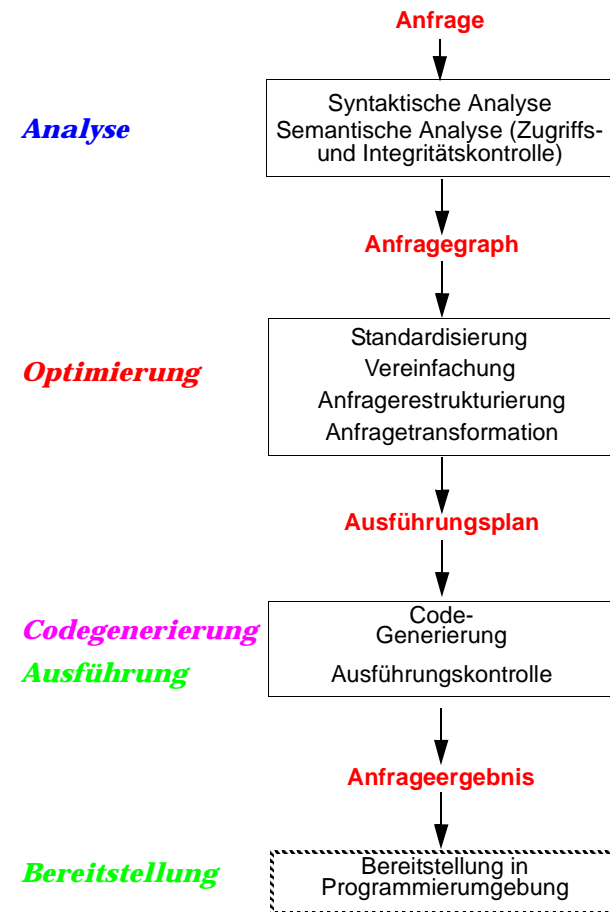 Anfrage
Analyse
Syntaktische Analyse
Semantische Analyse (Zugriffs-
und Integritätskontrolle)
Anfragegraph
Optimierung
Standardisierung
Vereinfachung
Anfragerestrukturierung
Anfragetransformation
Ausführungsplan
Codegenerierung
Ausführung
Code-
Generierung
Ausführungskontrolle
Anfrageergebnis
Bereitstellung
Bereitstellung in
Programmierumgebung